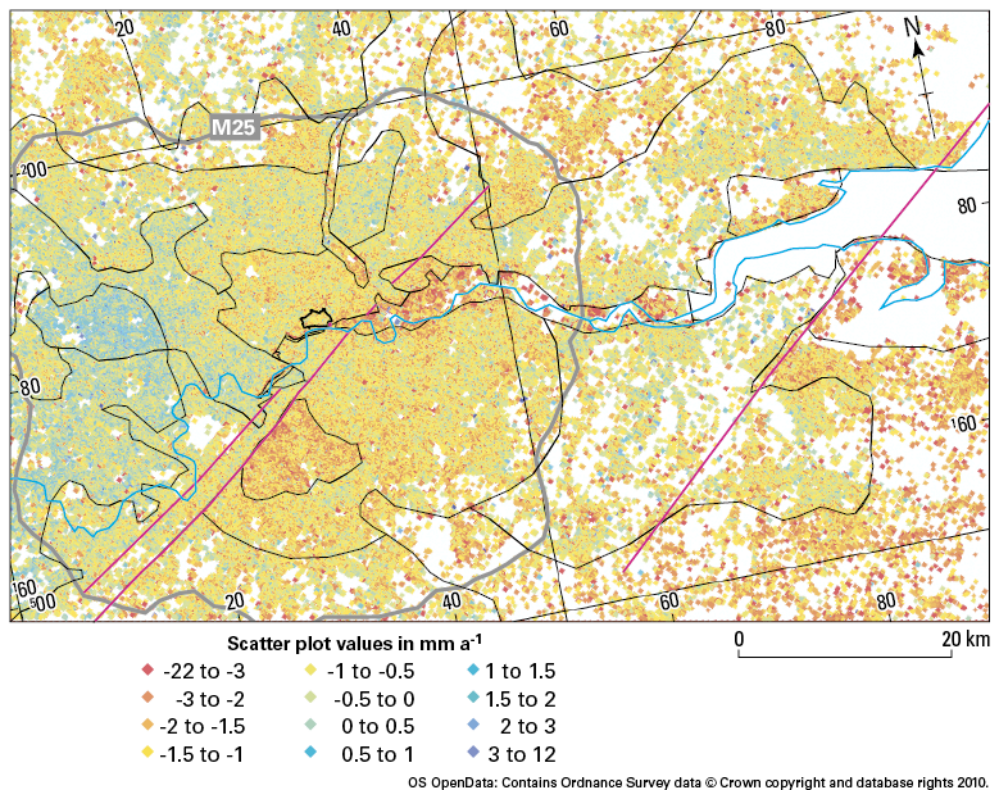 20 40 60 80
N
M25
²00
80
80
¹60
¹60
⁵00 20 40 60 80
0 20 km
Scatter plot values in mm a⁻¹
-22 to -3 -1 to -0.5 1 to 1.5
-3 to -2 -0.5 to 0 1.5 to 2
-2 to -1.5 0 to 0.5 2 to 3
-1.5 to -1 0.5 to 1 3 to 12
OS OpenData: Contains Ordnance Survey data © Crown copyright and database rights 2010.